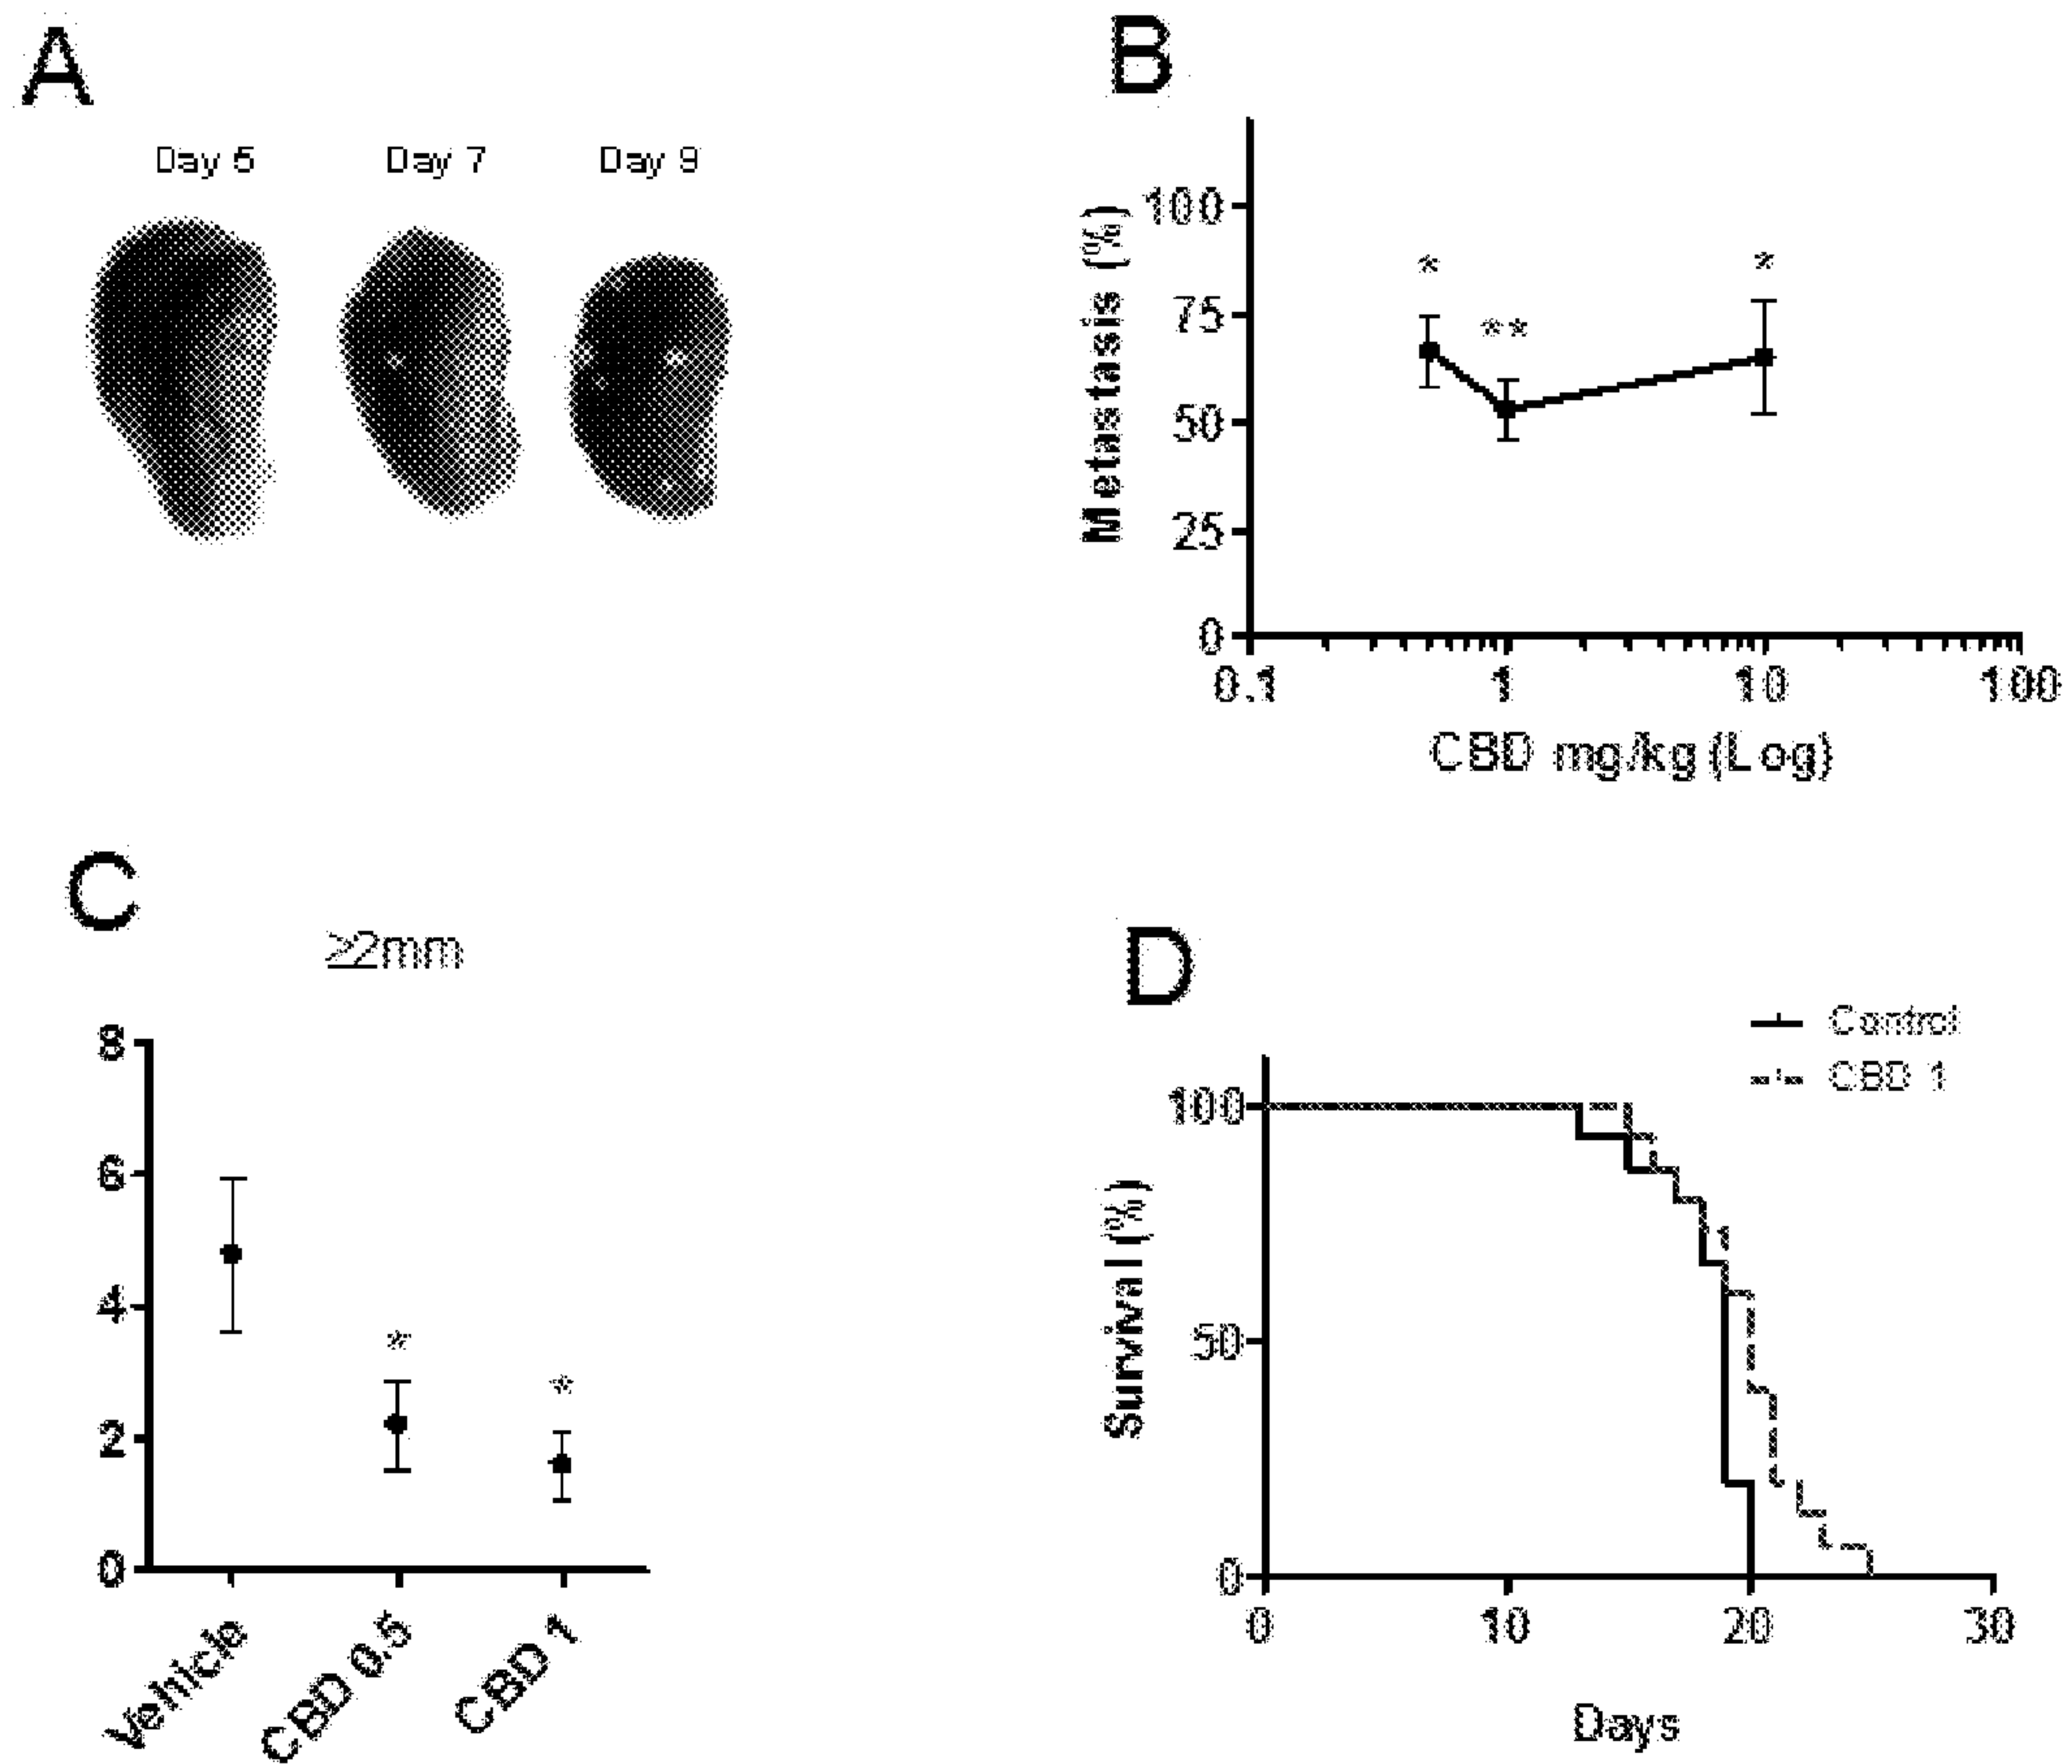 A
Day 5
Day 7
Day 9
B
Metastasis (%)
100
75
50
25
0
0.1
1
10
100
*
**
*
CBD mg/kg (Log)
C
≥2mm
8
6
4
2
0
*
*
Vehicle
CBD 0.5
CBD 1
D
Control
CBD 1
Survival (%)
100
50
0
0
10
20
30
Days